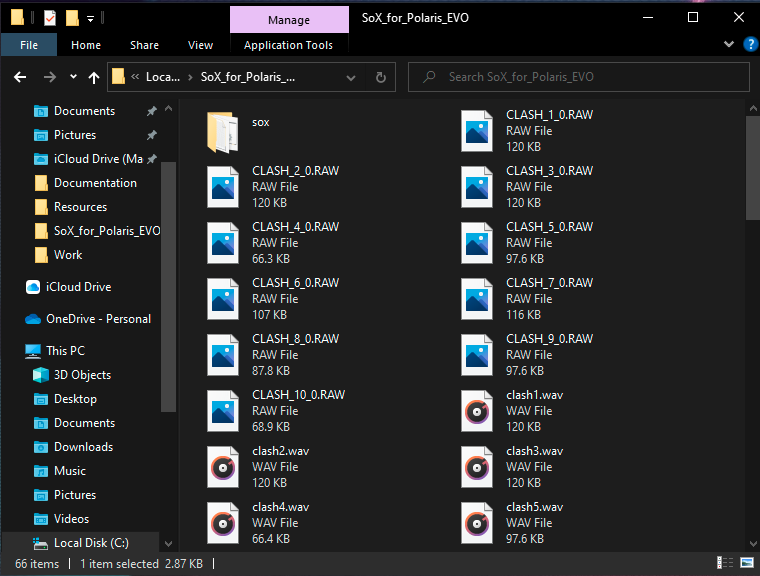 Manage
SoX_for_Polaris_EVO
File
Home
Share
View
Application Tools
Loca...
SoX_for_Polaris_...
Search SoX_for_Polaris_EVO
Documents
Pictures
iCloud Drive (Ma
Documentation
Resources
SoX_for_Polaris_EVO
Work
iCloud Drive
OneDrive - Personal
This PC
3D Objects
Desktop
Documents
Downloads
Music
Pictures
Videos
Local Disk (C:)
sox
CLASH_1_0.RAW
RAW File
120 KB
CLASH_2_0.RAW
RAW File
120 KB
CLASH_3_0.RAW
RAW File
120 KB
CLASH_4_0.RAW
RAW File
66.3 KB
CLASH_5_0.RAW
RAW File
97.6 KB
CLASH_6_0.RAW
RAW File
107 KB
CLASH_7_0.RAW
RAW File
116 KB
CLASH_8_0.RAW
RAW File
87.8 KB
CLASH_9_0.RAW
RAW File
97.6 KB
CLASH_10_0.RAW
RAW File
68.9 KB
clash1.wav
WAV File
120 KB
clash2.wav
WAV File
120 KB
clash3.wav
WAV File
120 KB
clash4.wav
WAV File
66.4 KB
clash5.wav
WAV File
97.6 KB
66 items
1 item selected 2.87 KB